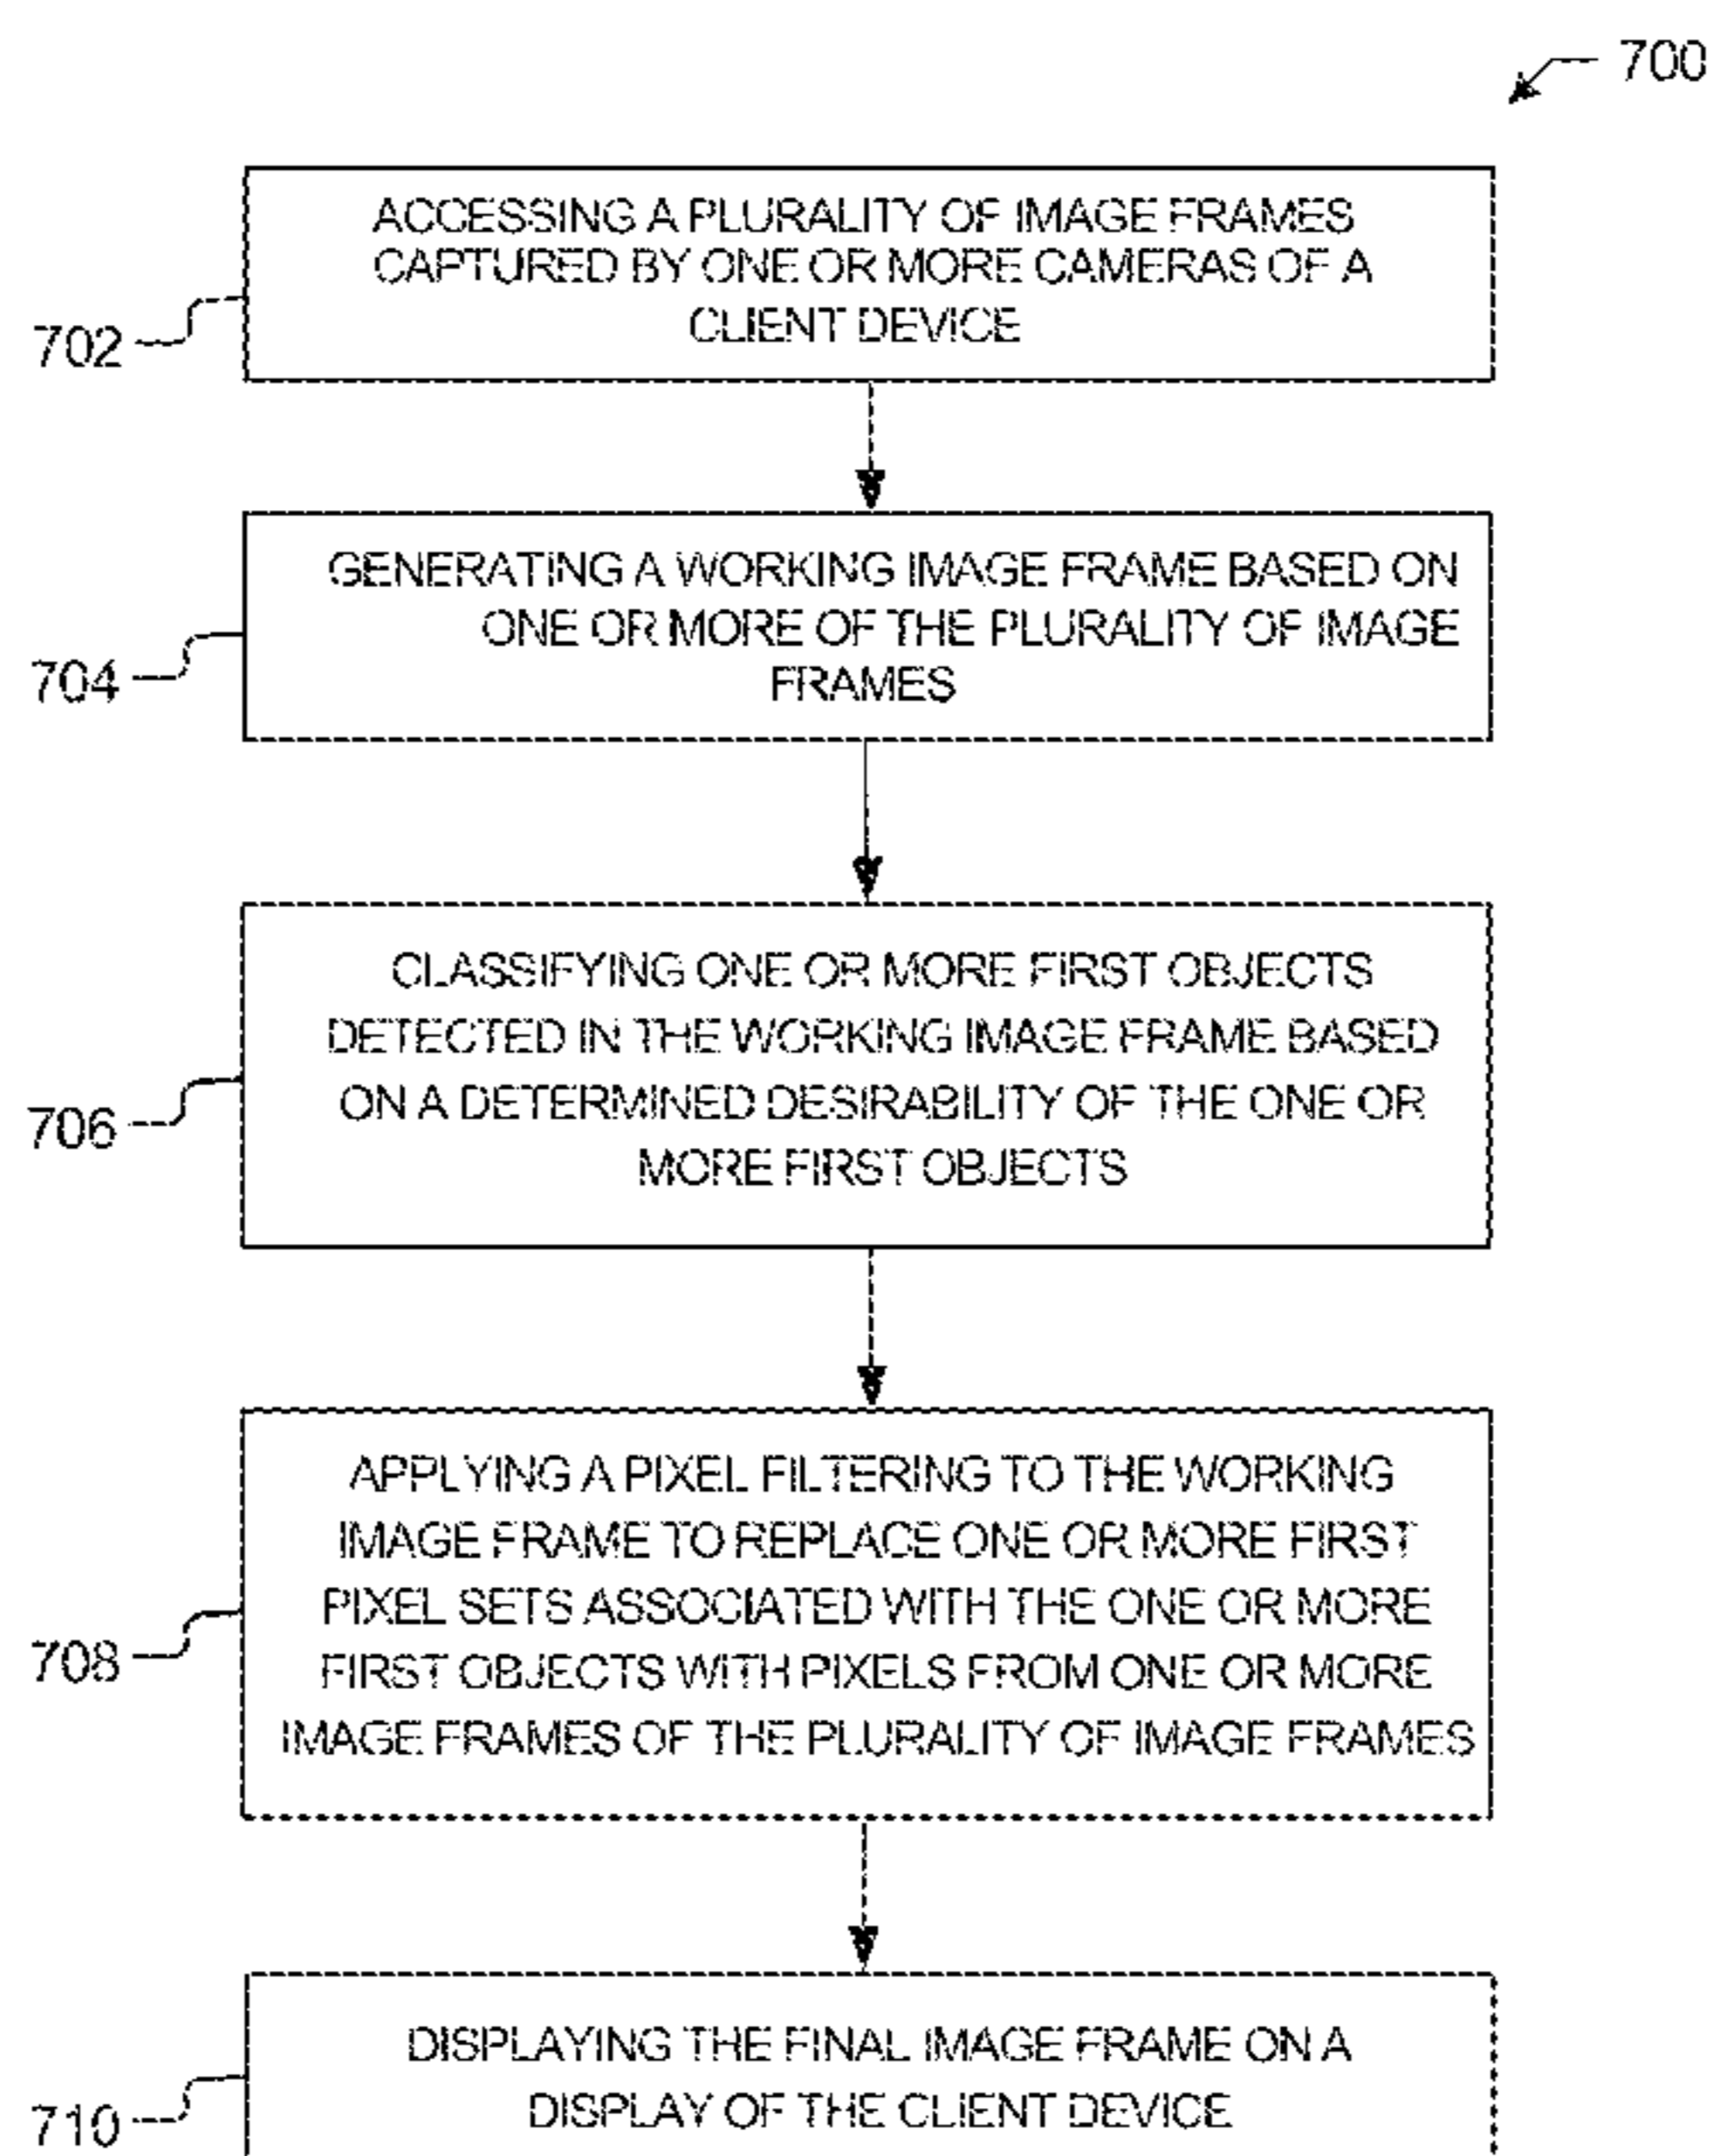 700
ACCESSING A PLURALITY OF IMAGE FRAMES
CAPTURED BY ONE OR MORE CAMERAS OF A
CLIENT DEVICE
702
GENERATING A WORKING IMAGE FRAME BASED ON
ONE OR MORE OF THE PLURALITY OF IMAGE
FRAMES
704
CLASSIFYING ONE OR MORE FIRST OBJECTS
DETECTED IN THE WORKING IMAGE FRAME BASED
ON A DETERMINED DESIRABILITY OF THE ONE OR
MORE FIRST OBJECTS
706
APPLYING A PIXEL FILTERING TO THE WORKING
IMAGE FRAME TO REPLACE ONE OR MORE FIRST
PIXEL SETS ASSOCIATED WITH THE ONE OR MORE
FIRST OBJECTS WITH PIXELS FROM ONE OR MORE
IMAGE FRAMES OF THE PLURALITY OF IMAGE FRAMES
708
DISPLAYING THE FINAL IMAGE FRAME ON A
DISPLAY OF THE CLIENT DEVICE
710